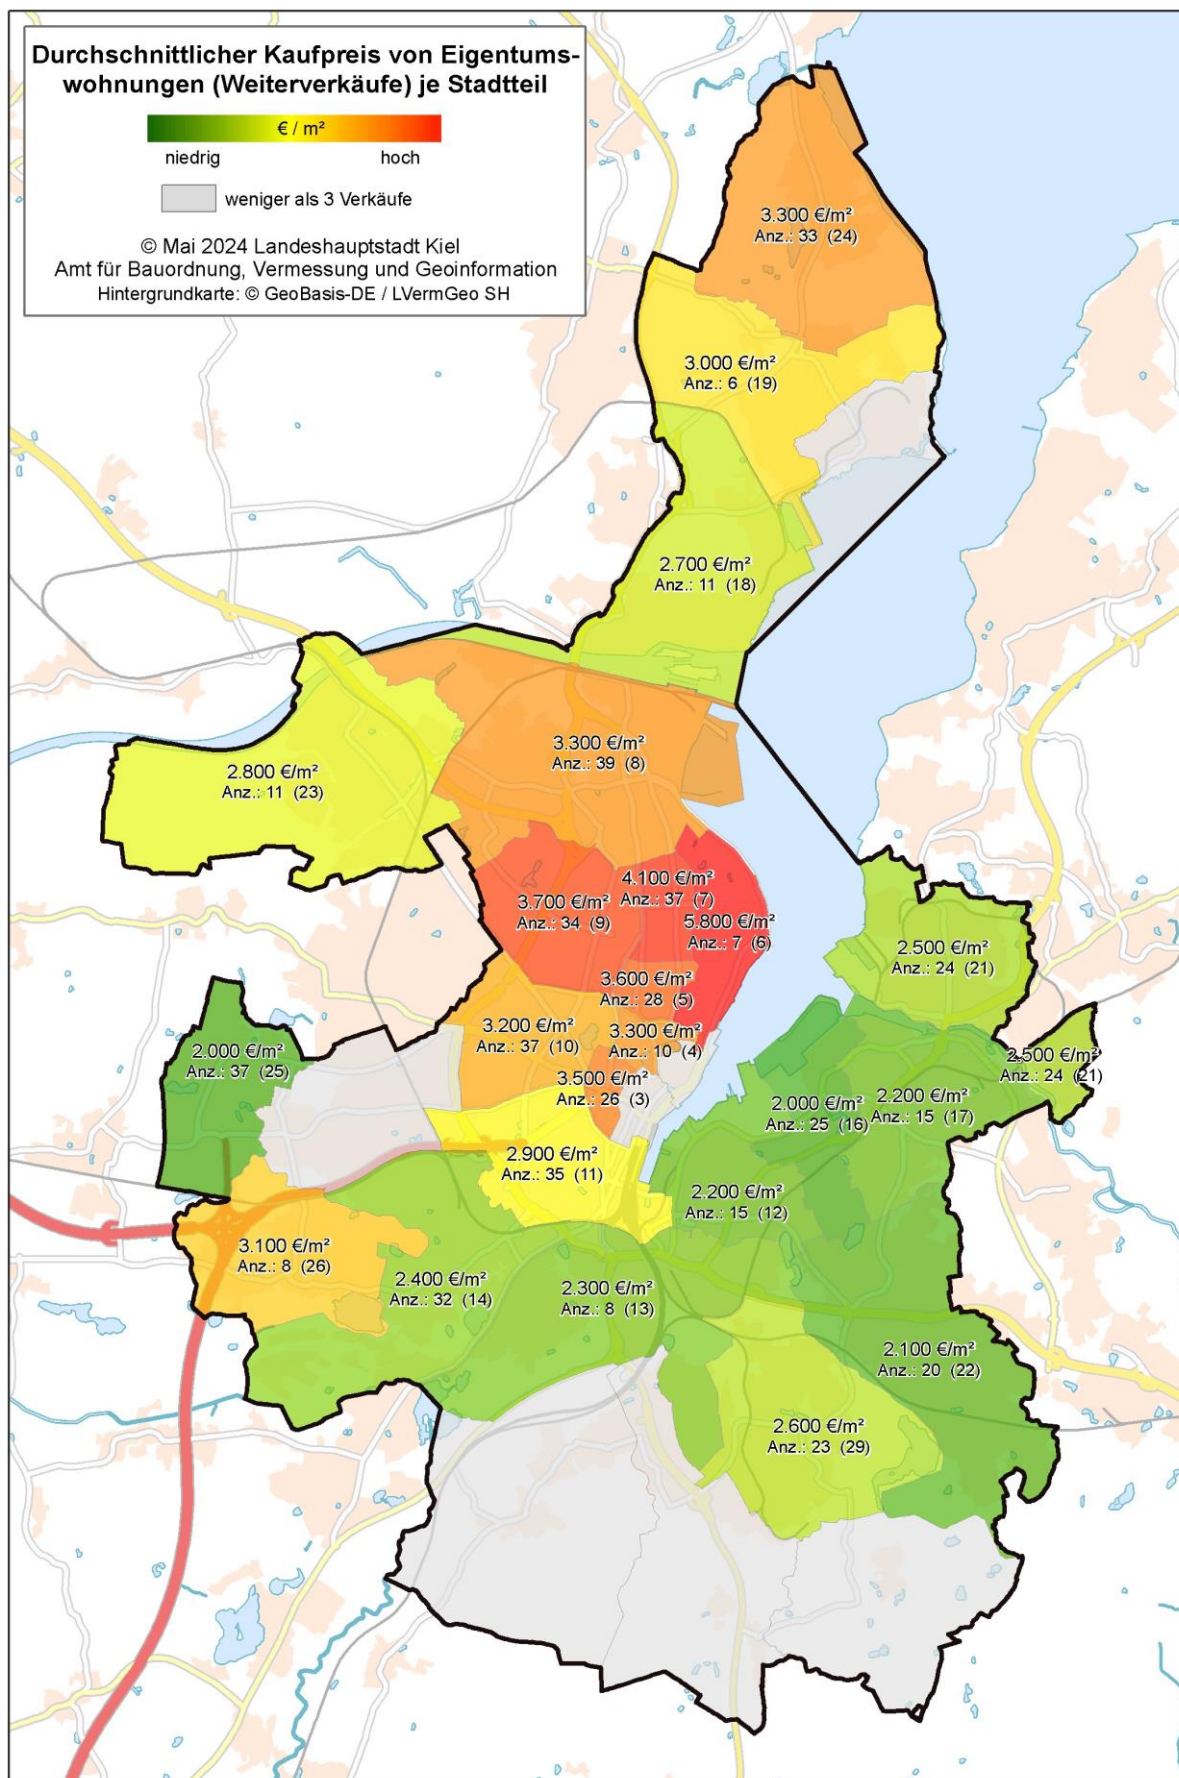 Durchschnittlicher Kaufpreis von Eigentums-
wohnungen (Weiterverkäufe) je Stadtteil
€ / m²
niedrig hoch
weniger als 3 Verkäufe
© Mai 2024 Landeshauptstadt Kiel
Amt für Bauordnung, Vermessung und Geoinformation
Hintergrundkarte: © GeoBasis-DE / LVermGeo SH
3.300 €/m²
Anz.: 33 (24)
3.000 €/m²
Anz.: 6 (19)
2.700 €/m²
Anz.: 11 (18)
3.300 €/m²
Anz.: 39 (8)
2.800 €/m²
Anz.: 11 (23)
4.100 €/m²
Anz.: 37 (7)
3.700 €/m²
Anz.: 34 (9)
5.800 €/m²
Anz.: 7 (6)
2.500 €/m²
Anz.: 24 (21)
3.600 €/m²
Anz.: 28 (5)
3.200 €/m²
Anz.: 37 (10)
3.300 €/m²
Anz.: 10 (4)
2.000 €/m²
Anz.: 37 (25)
2.500 €/m²
Anz.: 24 (21)
3.500 €/m²
Anz.: 26 (3)
2.000 €/m²
Anz.: 25 (16)
2.200 €/m²
Anz.: 15 (17)
2.900 €/m²
Anz.: 35 (11)
2.200 €/m²
Anz.: 15 (12)
3.100 €/m²
Anz.: 8 (26)
2.400 €/m²
Anz.: 32 (14)
2.300 €/m²
Anz.: 8 (13)
2.100 €/m²
Anz.: 20 (22)
2.600 €/m²
Anz.: 23 (29)